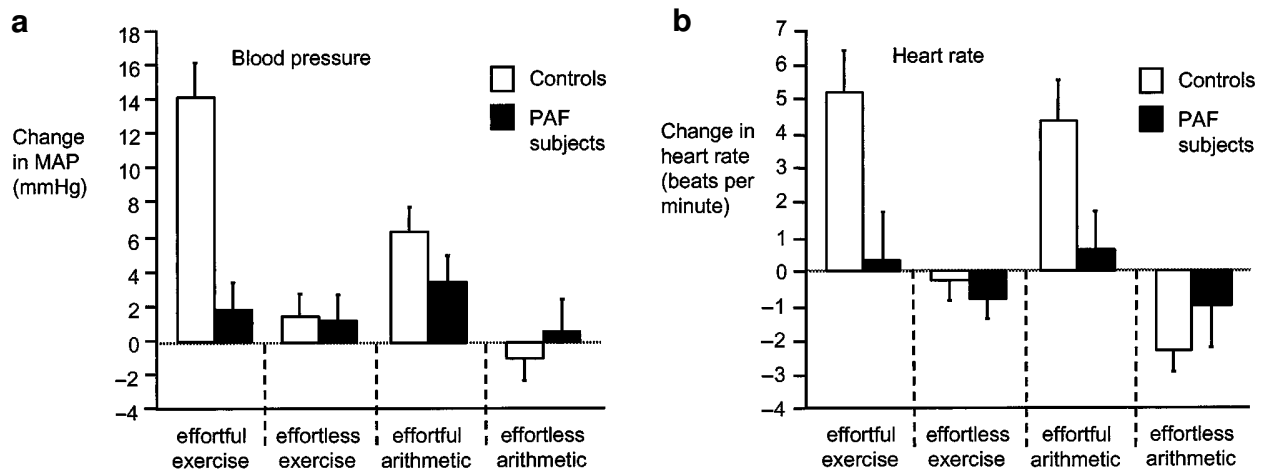 a
Blood pressure
Controls
PAF
subjects
Change
in MAP
(mmHg)
18
16
14
12
10
8
6
4
2
0
−2
−4
effortful
exercise
effortless
exercise
effortful
arithmetic
effortless
arithmetic
b
Heart rate
Controls
PAF
subjects
Change in
heart rate
(beats per
minute)
7
6
5
4
3
2
1
0
−1
−2
−3
−4
effortful
exercise
effortless
exercise
effortful
arithmetic
effortless
arithmetic